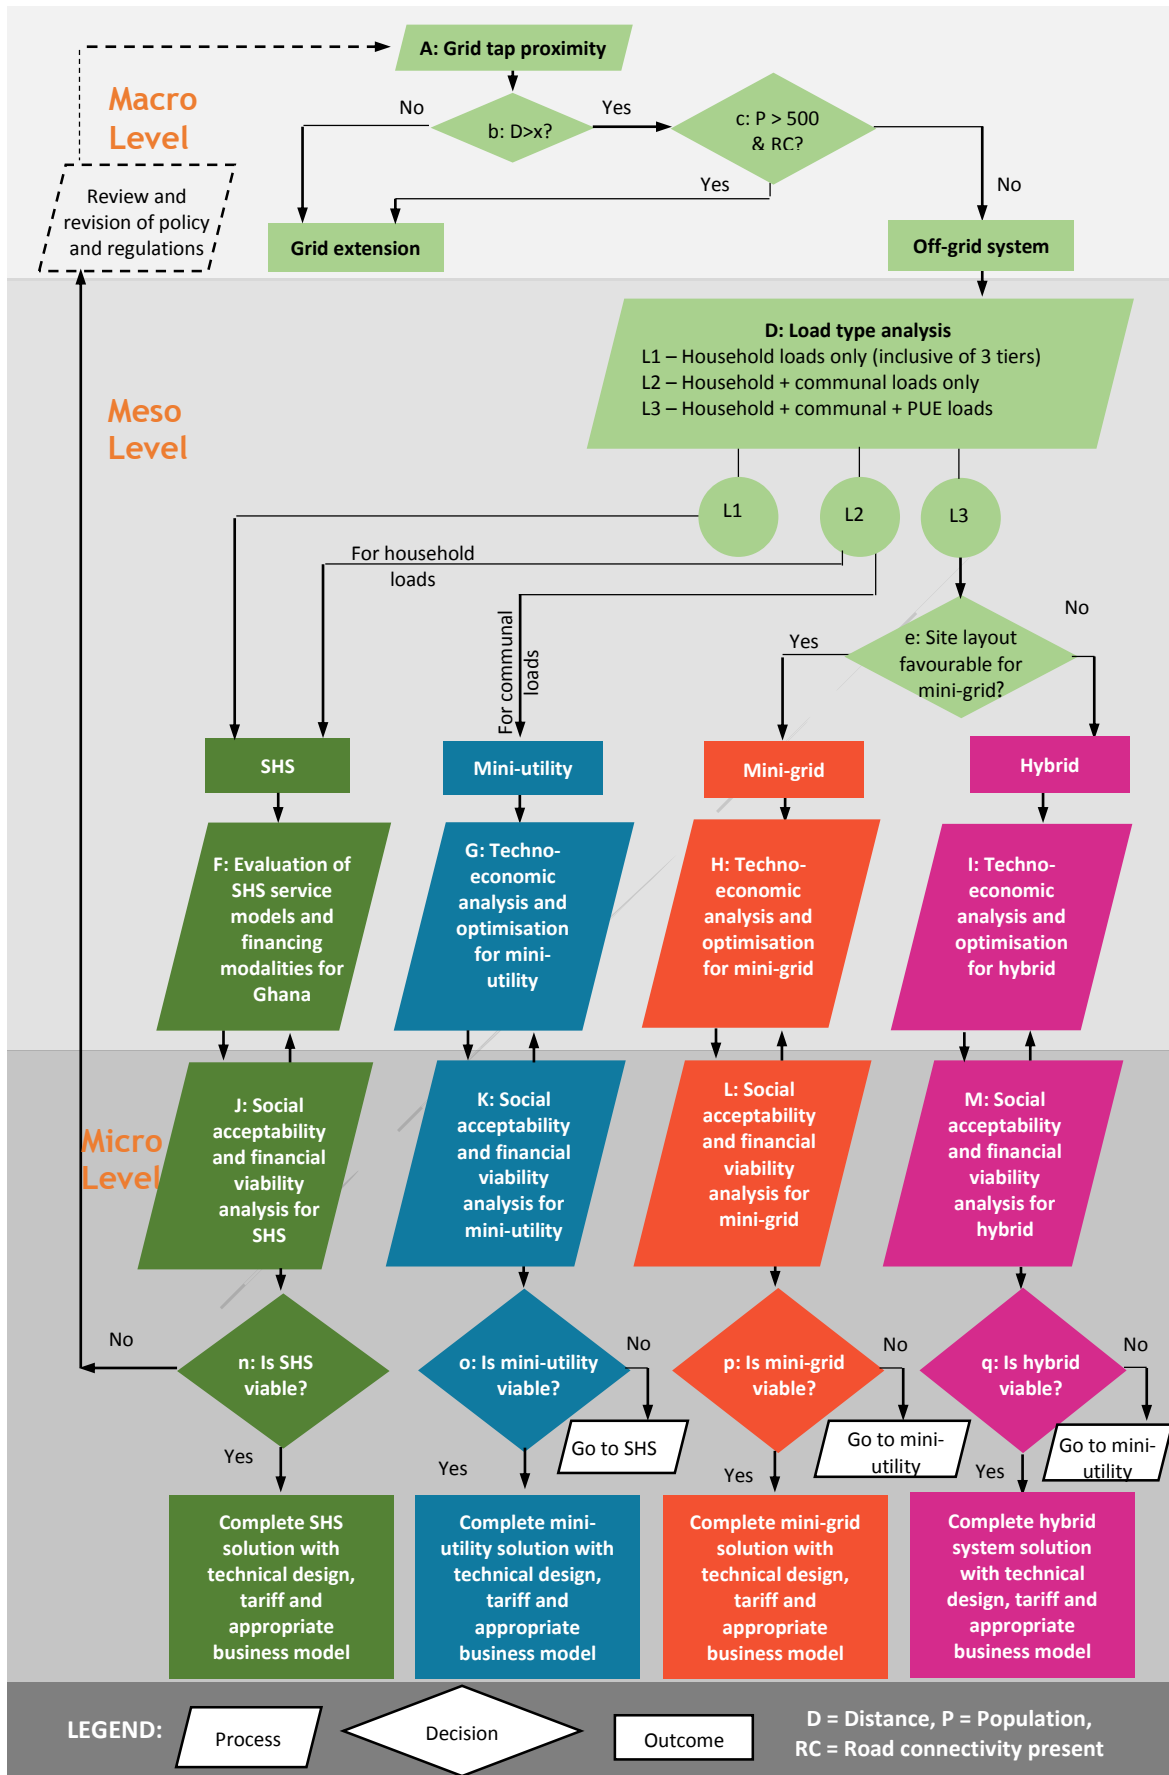 A: Grid tap proximity
Macro
Level
No
b: D>x?
Yes
c: P > 500
& RC?
Yes
No
Review and
revision of policy
and regulations
Grid extension
Off-grid system
D: Load type analysis
L1 – Household loads only (inclusive of 3 tiers)
L2 – Household + communal loads only
L3 – Household + communal + PUE loads
Meso
Level
L1
L2
L3
For household
loads
For communal
loads
Yes
No
e: Site layout
favourable for
mini-grid?
SHS
Mini-utility
Mini-grid
Hybrid
F: Evaluation of
SHS service
models and
financing
modalities for
Ghana
G: Techno-
economic
analysis and
optimisation
for mini-
utility
H: Techno-
economic
analysis and
optimisation
for mini-grid
I: Techno-
economic
analysis and
optimisation
for hybrid
Micro
Level
J: Social
acceptability
and financial
viability
analysis for
SHS
K: Social
acceptability
and financial
viability
analysis for
mini-utility
L: Social
acceptability
and financial
viability
analysis for
mini-grid
M: Social
acceptability
and financial
viability
analysis for
hybrid
No
n: Is SHS
viable?
o: Is mini-utility
viable?
No
p: Is mini-grid
viable?
No
q: Is hybrid
viable?
No
Go to SHS
Go to mini-
utility
Go to mini-
utility
Yes
Yes
Yes
Yes
Complete SHS
solution with
technical design,
tariff and
appropriate
business model
Complete mini-
utility solution with
technical design,
tariff and
appropriate
business model
Complete mini-grid
solution with
technical design,
tariff and
appropriate
business model
Complete hybrid
system solution
with technical
design, tariff and
appropriate
business model
LEGEND:
Process
Decision
Outcome
D = Distance, P = Population,
RC = Road connectivity present